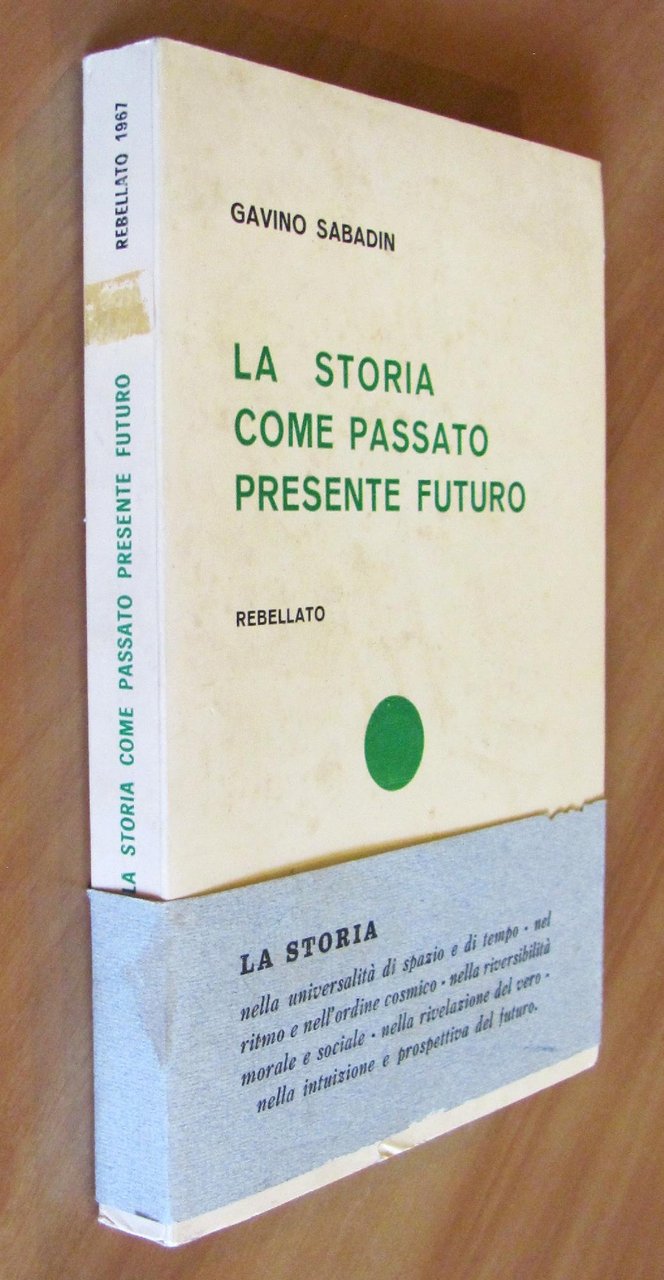 REBELLATO 1967
LA STORIA COME PASSATO PRESENTE FUTURO
GAVINO SABADIN
LA STORIA
COME PASSATO
PRESENTE FUTURO
REBELLATO
LA STORIA
nella universalità di spazio e di tempo - nel
ritmo e nell'ordine cosmico - nella riversibilità
morale e sociale - nella rivelazione del vero -
nella intuizione e prospettiva del futuro.